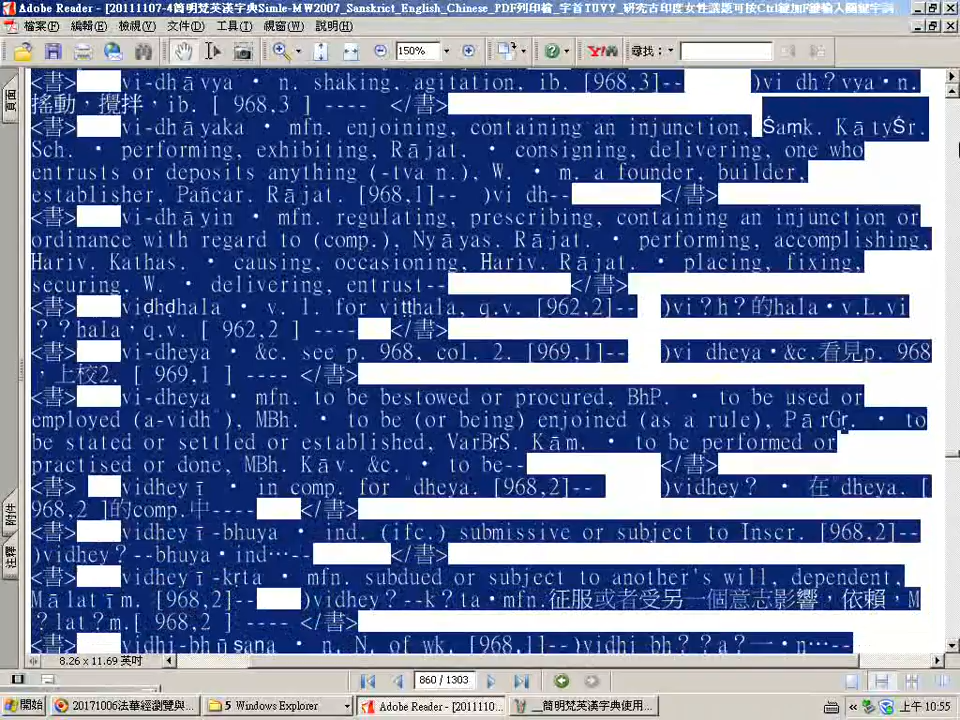 Adobe Reader - [20111107-4簡明梵英漢字典Simle-MW2007_Sanskrict_English_Chinese_PDF列印檔_字首TUVY_研究古印度女性議題可按Ctrl鍵加F鍵輸入關鍵字詞
檔案(F) 編輯(E) 檢視(V) 文件(D) 工具(T) 視窗(W) 說明(H)
150% 尋找：
頁面
附件
注釋
<書> vi-dhāvya • n. shaking, agitation, ib. [968,3]-- )vi dh?vya•n.
搖動，攪拌，ib. [ 968.3 ] ---- </書>
<書> vi-dhāyaka • mfn. enjoining, containing an injunction, Śaṃk. KātyŚr.
Sch. • performing, exhibiting, Rājat. • consigning, delivering, one who
entrusts or deposits anything (-tva n.), W. • m. a founder, builder,
establisher, Pañcar. Rājat. [968,1]-- )vi dh-- </書>
<書> vi-dhāyin • mfn. regulating, prescribing, containing an injunction or
ordinance with regard to (comp.), Nyāyas. Rājat. • performing, accomplishing,
Hariv. Kathas. • causing, occasioning, Hariv. Rājat. • placing, fixing,
securing. W. • delivering, entrust-- </書>
<書> viḍhḍhala • v. l. for viṭṭhala, q.v. [962,2]-- )vi?h?的hala•v.L.vi
??hala，q.v. [ 962,2 ] ---- </書>
<書> vi-dheya • &c. see p. 968, col. 2. [969,1]-- )vi dheya•&c.看見p. 968
，上校2. [ 969,1 ] ---- </書>
<書> vi-dheya • mfn. to be bestowed or procured, BhP. • to be used or
employed (a-vidh°), MBh. • to be (or being) enjoined (as a rule), PārGṛ. • to
be stated or settled or established, VarBṛS. Kām. • to be performed or
practised or done, MBh. Kāv. &c. • to be-- </書>
<書> vidheyī • in comp. for °dheya. [968,2]-- )vidhey? • 在°dheya. [
968,2 ]的comp.中---- </書>
<書> vidheyī-bhuya • ind. (ifc.) submissive or subject to Inscr. [968,2]--
)vidhey?--bhuya•ind…-- </書>
<書> vidheyī-kṛta • mfn. subdued or subject to another's will, dependent,
Mālatīm. [968,2]-- )vidhey?--k?ta•mfn.征服或者受另一個意志影響，依賴，M
?lat?m.[ 968,2 ] ---- </書>
<書> vidhi-bhūṣaṇa • n. N. of wk. [968,1]-- )vidhi-bh??a?一•n…--
8.26 x 11.69 英吋
860 / 1303
開始 20171006法華經瀏覽與... 5 Windows Explorer Adobe Reader - [2011110... __簡明梵英漢字典使用... 上午 10:55